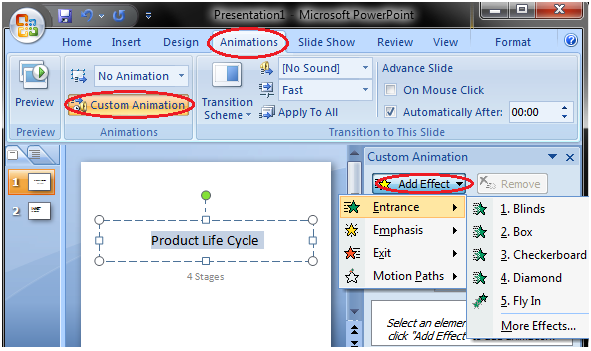 Presentation1 - Microsoft PowerPoint
Home Insert Design Animations Slide Show Review View Format
Preview
No Animation
Custom Animation
Transition
Scheme
[No Sound]
Fast
Apply To All
Advance Slide
On Mouse Click
Automatically After: 00:00
Preview Animations Transition to This Slide
1
2
Product Life Cycle
4 Stages
Custom Animation
Add Effect Remove
Entrance
Emphasis
Exit
Motion Paths
1. Blinds
2. Box
3. Checkerboard
4. Diamond
5. Fly In
More Effects...
Select an elemen
click "Add Effect"